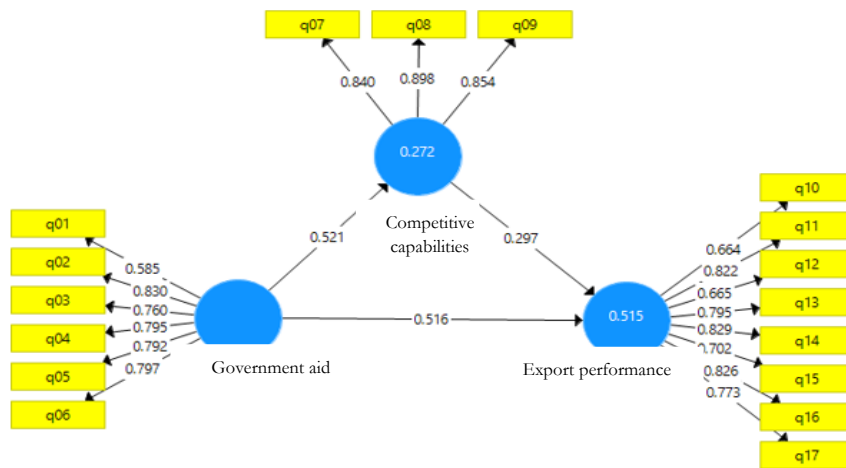 q07
q08
q09
0.840
0.898
0.854
0.272
Competitive
capabilities
0.521
0.297
q01
q02
q03
q04
q05
q06
0.585
0.830
0.760
0.795
0.792
0.797
Government aid
0.516
0.515
Export performance
0.664
0.822
0.665
0.795
0.829
0.702
0.826
0.773
q10
q11
q12
q13
q14
q15
q16
q17